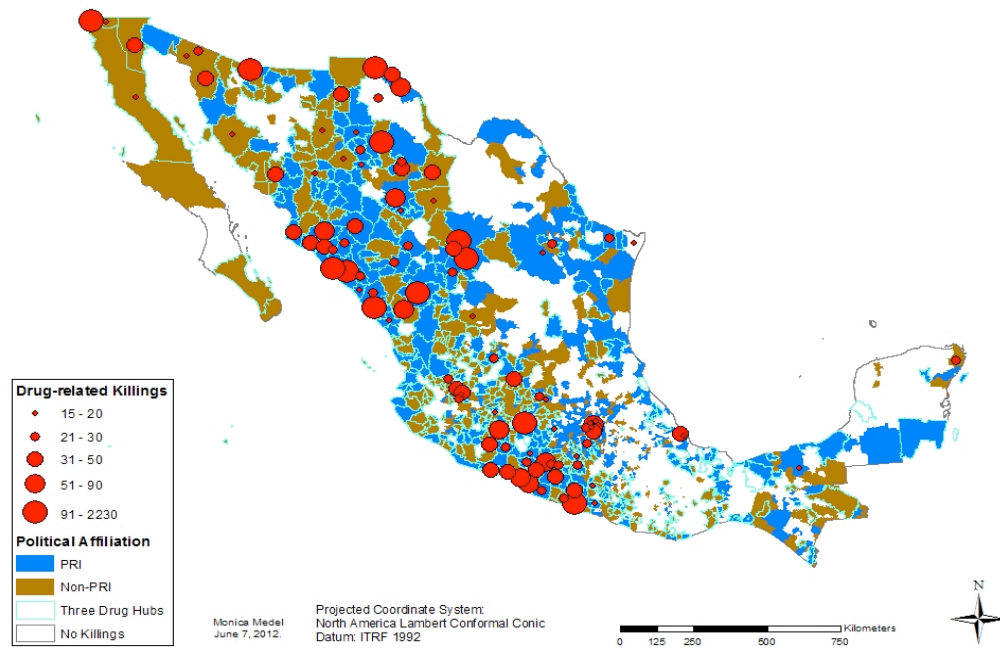 Drug-related Killings
15 - 20
21 - 30
31 - 50
51 - 90
91 - 2230
Political Affiliation
PRI
Non-PRI
Three Drug Hubs
No Killings
Monica Medel
June 7, 2012.
Projected Coordinate System:
North America Lambert Conformal Conic
Datum: ITRF 1992
Kilometers
0 125 250 500 750
N